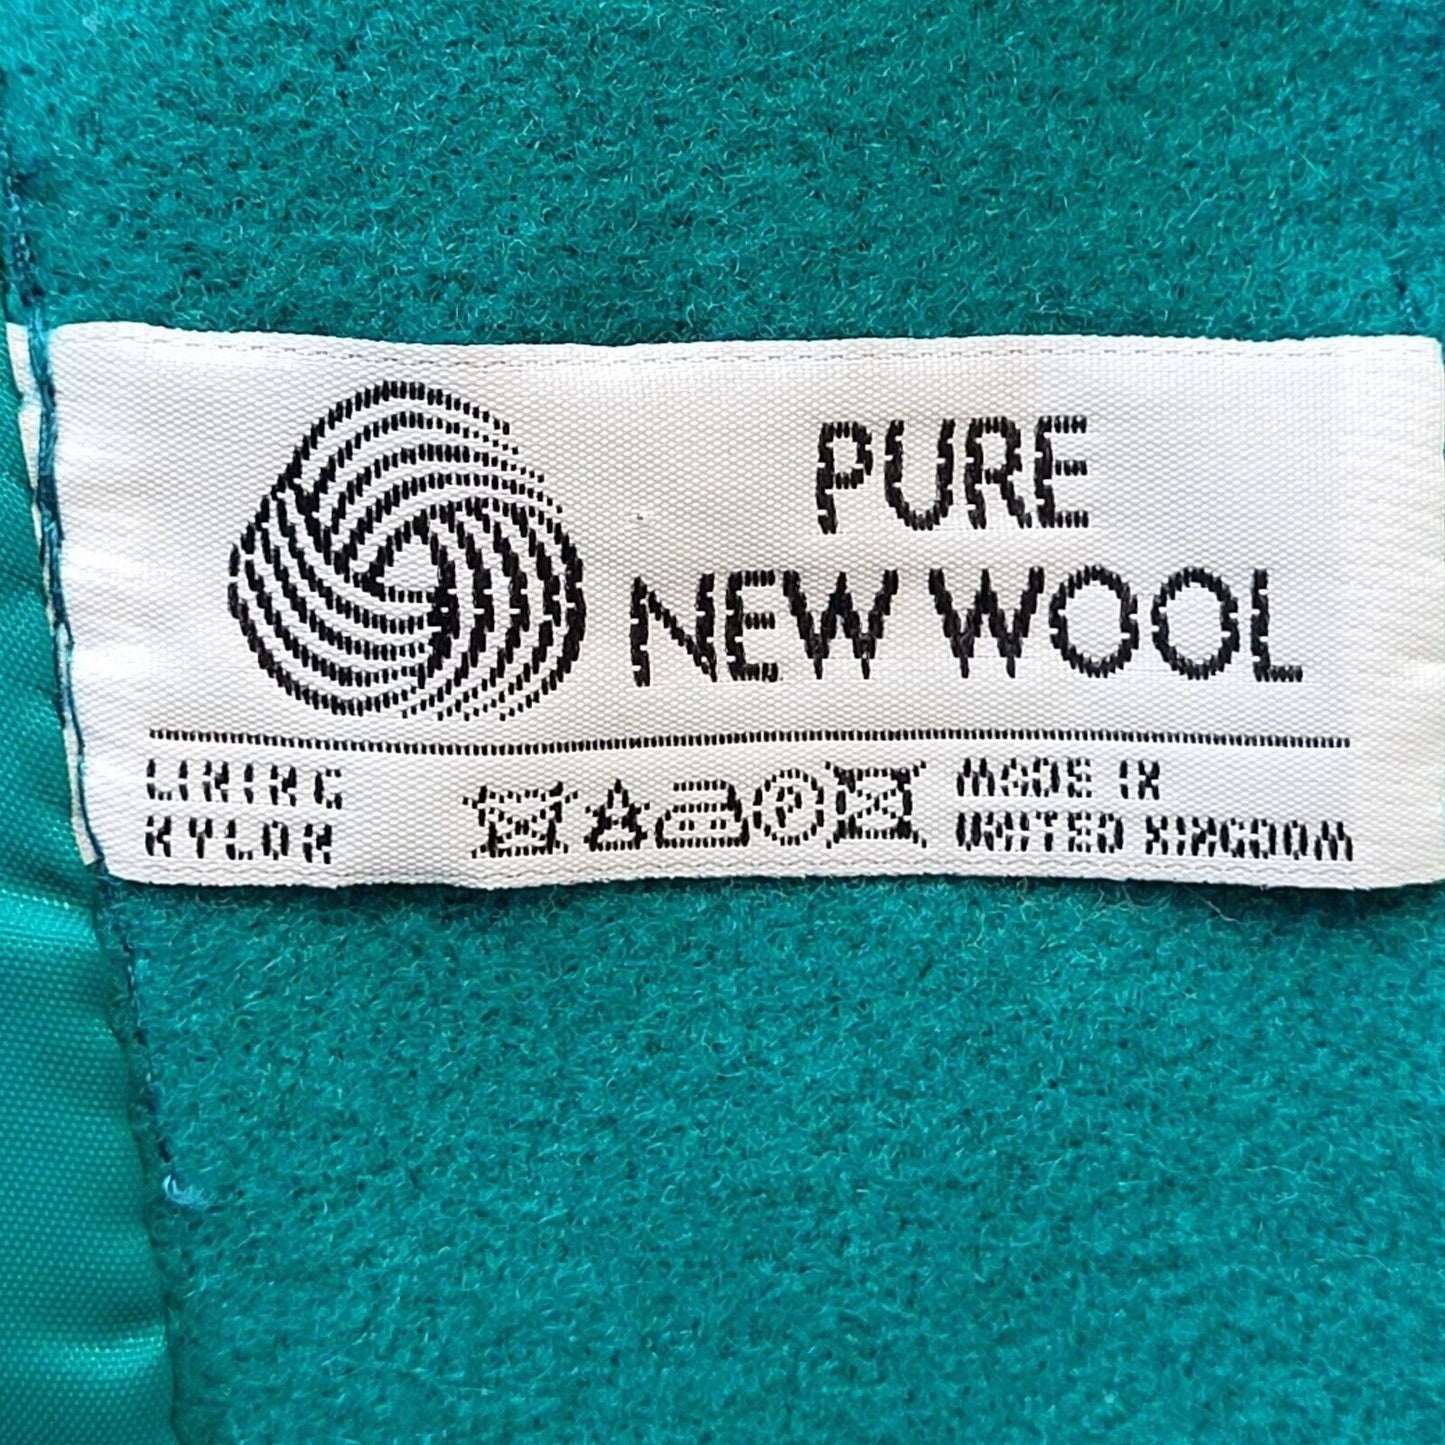 PURE
NEW WOOL
LINING
NYLON
P
MADE IN
UNITED KINGDOM